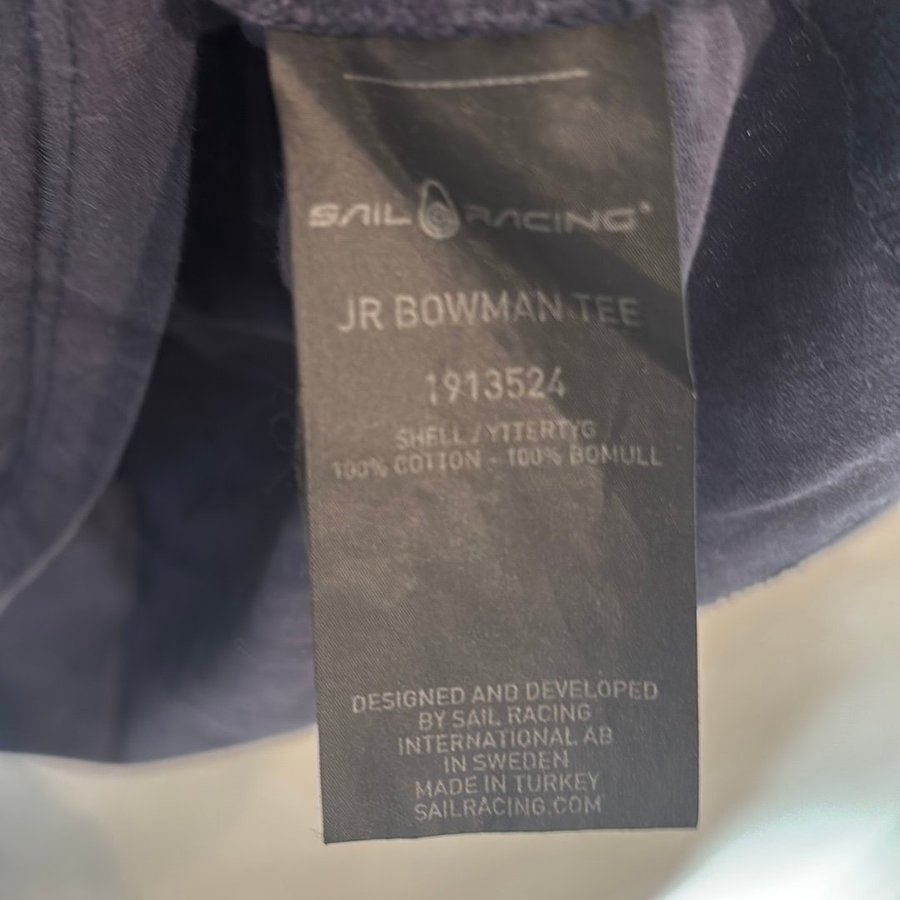 SAIL RACING®
JR BOWMAN TEE
1913524
SHELL / YTTERTYG
100% COTTON - 100% BOMULL
DESIGNED AND DEVELOPED
BY SAIL RACING
INTERNATIONAL AB
IN SWEDEN
MADE IN TURKEY
SAILRACING.COM